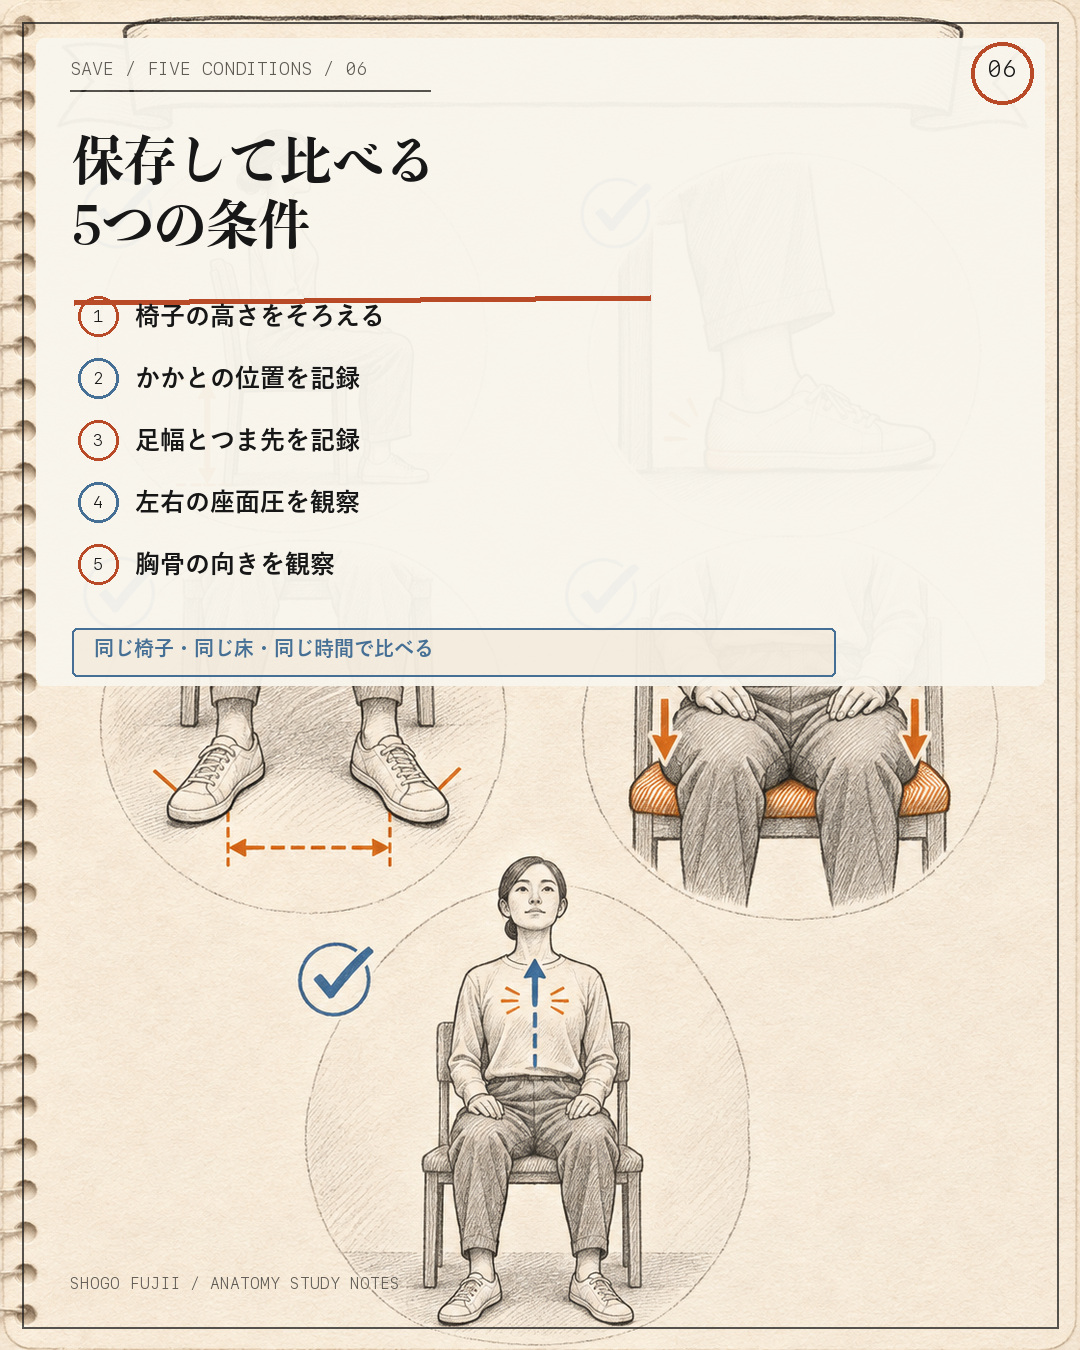 SAVE / FIVE CONDITIONS / 06
06
保存して比べる
5つの条件
1 椅子の高さをそろえる
2 かかとの位置を記録
3 足幅とつま先を記録
4 左右の座面圧を観察
5 胸骨の向きを観察
同じ椅子・同じ床・同じ時間で比べる
SHOGO FUJII / ANATOMY STUDY NOTES